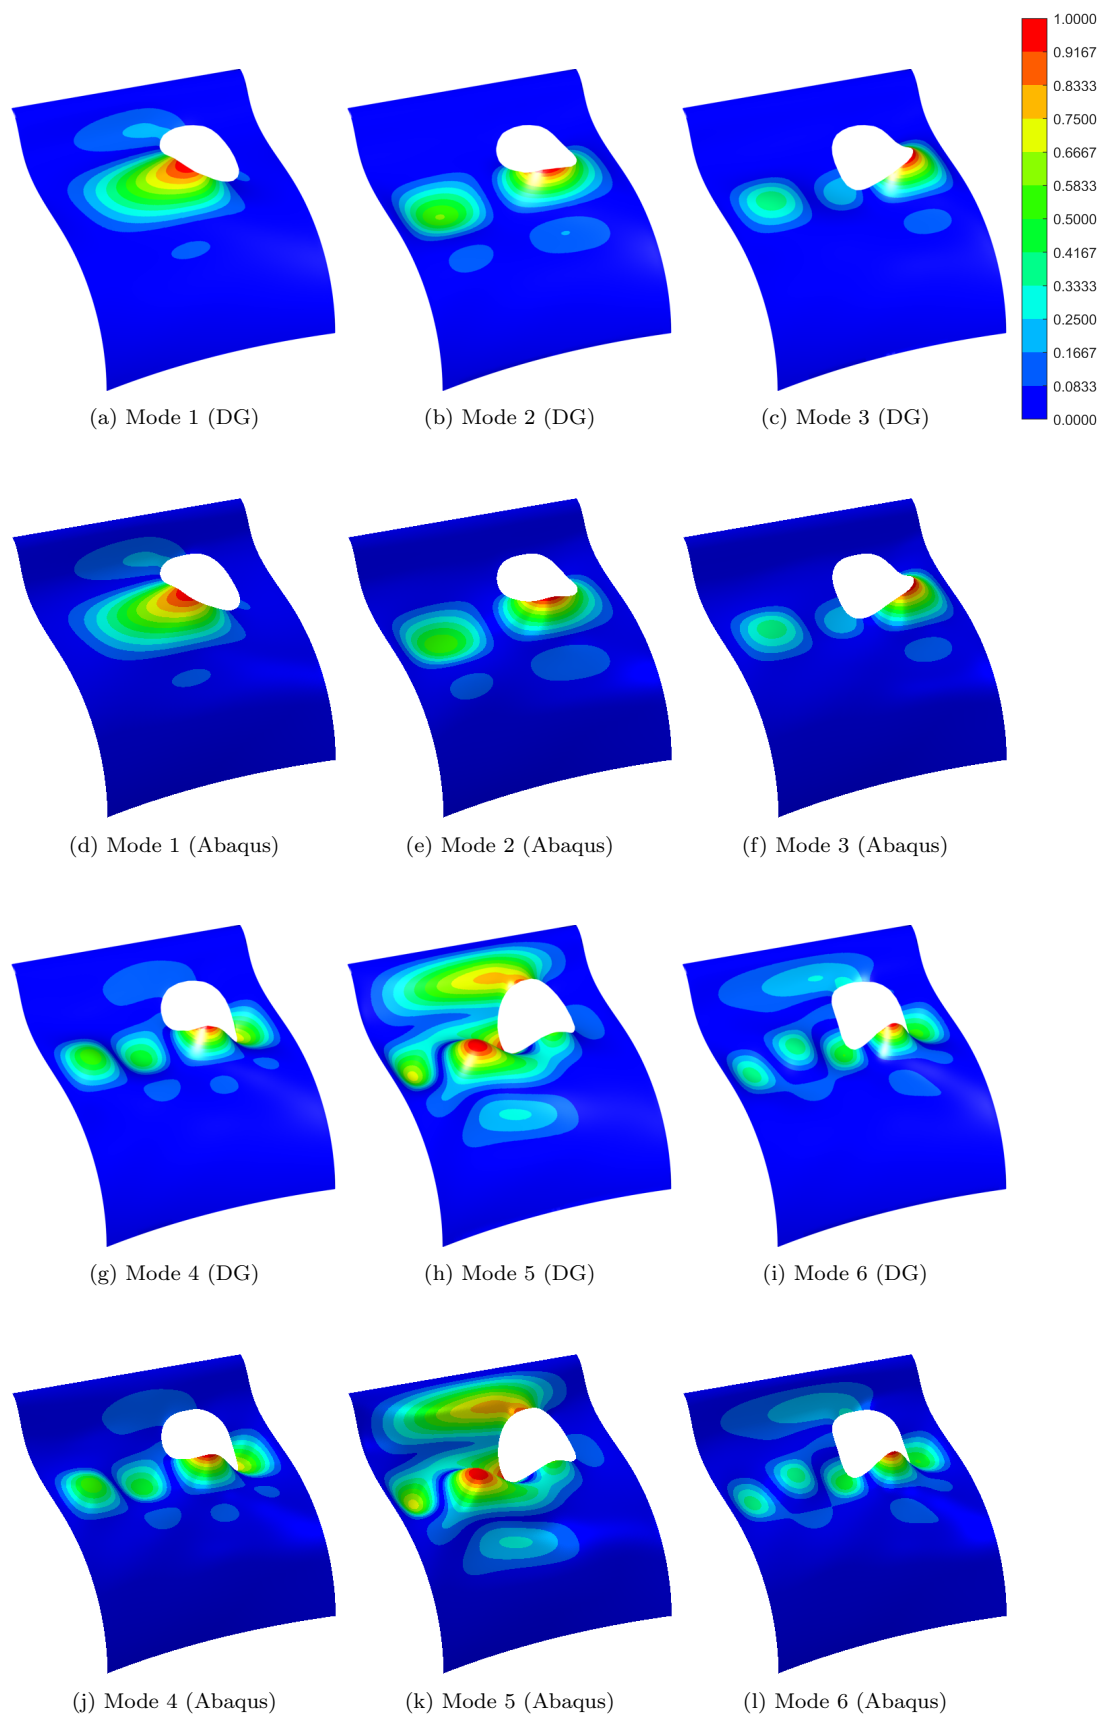 1.0000
0.9167
0.8333
0.7500
0.6667
0.5833
0.5000
0.4167
0.3333
0.2500
0.1667
0.0833
0.0000
(a) Mode 1 (DG)
(b) Mode 2 (DG)
(c) Mode 3 (DG)
(d) Mode 1 (Abaqus)
(e) Mode 2 (Abaqus)
(f) Mode 3 (Abaqus)
(g) Mode 4 (DG)
(h) Mode 5 (DG)
(i) Mode 6 (DG)
(j) Mode 4 (Abaqus)
(k) Mode 5 (Abaqus)
(l) Mode 6 (Abaqus)